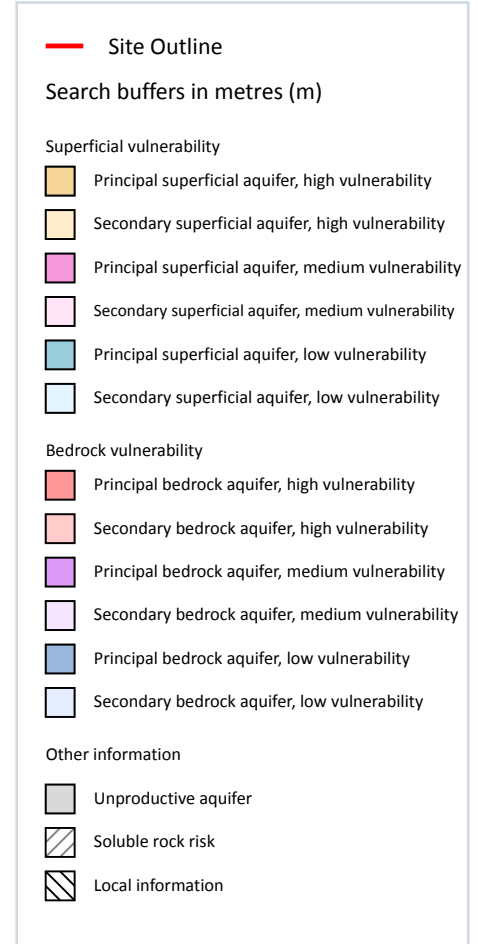 Site Outline
Search buffers in metres (m)
Superficial vulnerability
Principal superficial aquifer, high vulnerability
Secondary superficial aquifer, high vulnerability
Principal superficial aquifer, medium vulnerability
Secondary superficial aquifer, medium vulnerability
Principal superficial aquifer, low vulnerability
Secondary superficial aquifer, low vulnerability
Bedrock vulnerability
Principal bedrock aquifer, high vulnerability
Secondary bedrock aquifer, high vulnerability
Principal bedrock aquifer, medium vulnerability
Secondary bedrock aquifer, medium vulnerability
Principal bedrock aquifer, low vulnerability
Secondary bedrock aquifer, low vulnerability
Other information
Unproductive aquifer
Soluble rock risk
Local information